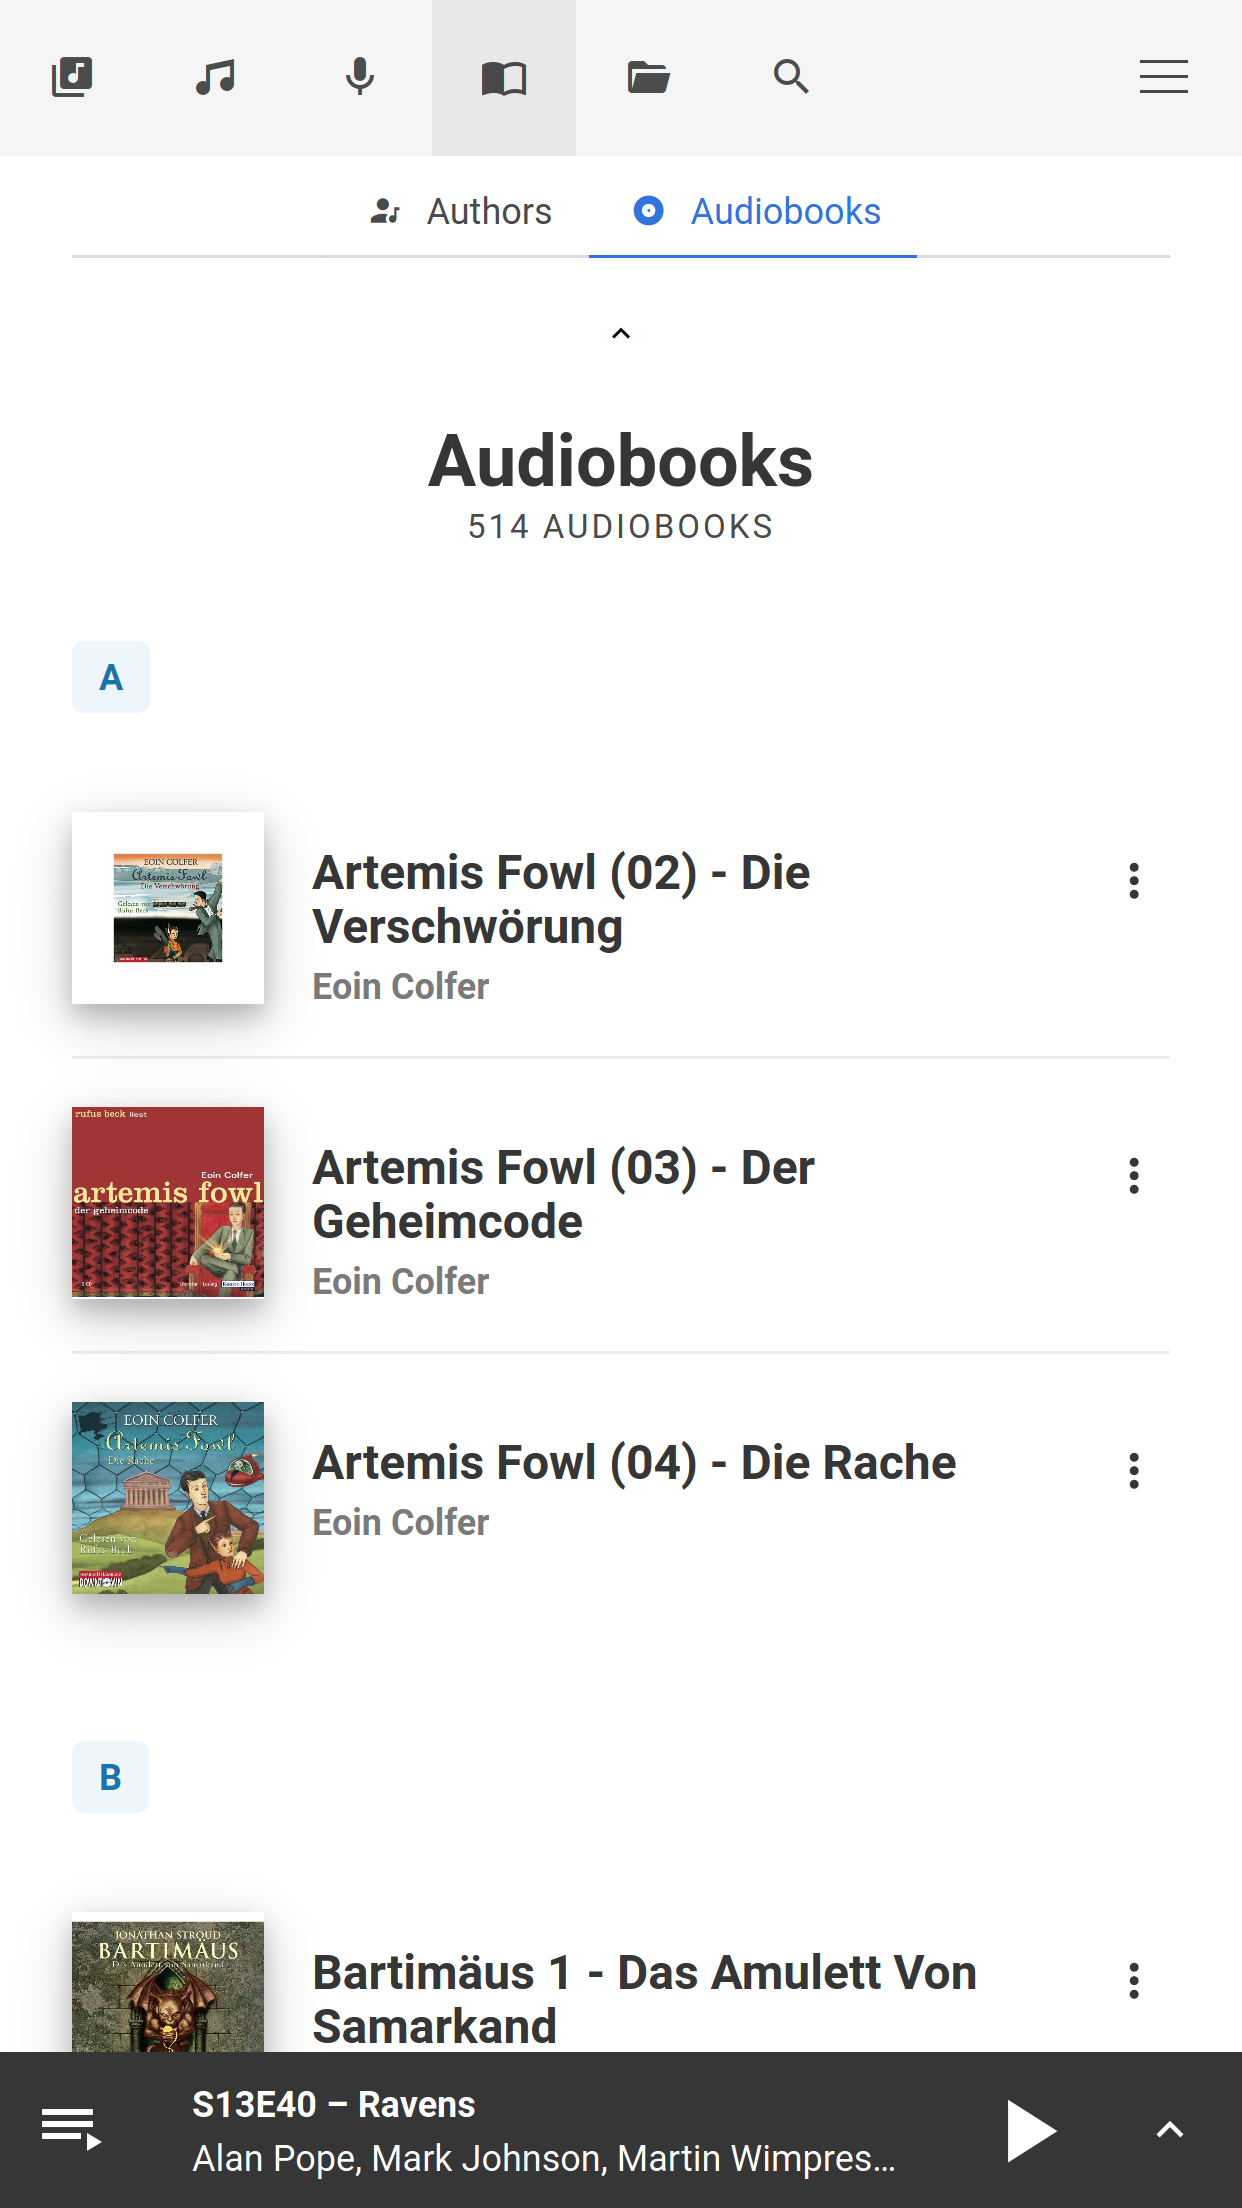 Authors
Audiobooks
Audiobooks
514 AUDIOBOOKS
A
EOIN COLFER
Artemis Fowl
Die Verschwörung
Gelesen von
Rufus Beck
Artemis Fowl (02) - Die
Verschwörung
Eoin Colfer
rufus beck liest
Eoin Colfer
artemis fowl
der geheimcode
Artemis Fowl (03) - Der
Geheimcode
Eoin Colfer
EOIN COLFER
Artemis Fowl
Die Rache
Gelesen von
Rufus Beck
DOWNTOWN
Artemis Fowl (04) - Die Rache
Eoin Colfer
B
JONATHAN STROUD
BARTIMÄUS
Das Amulett von Samarkand
Bartimäus 1 - Das Amulett Von
Samarkand
S13E40 – Ravens
Alan Pope, Mark Johnson, Martin Wimpres...